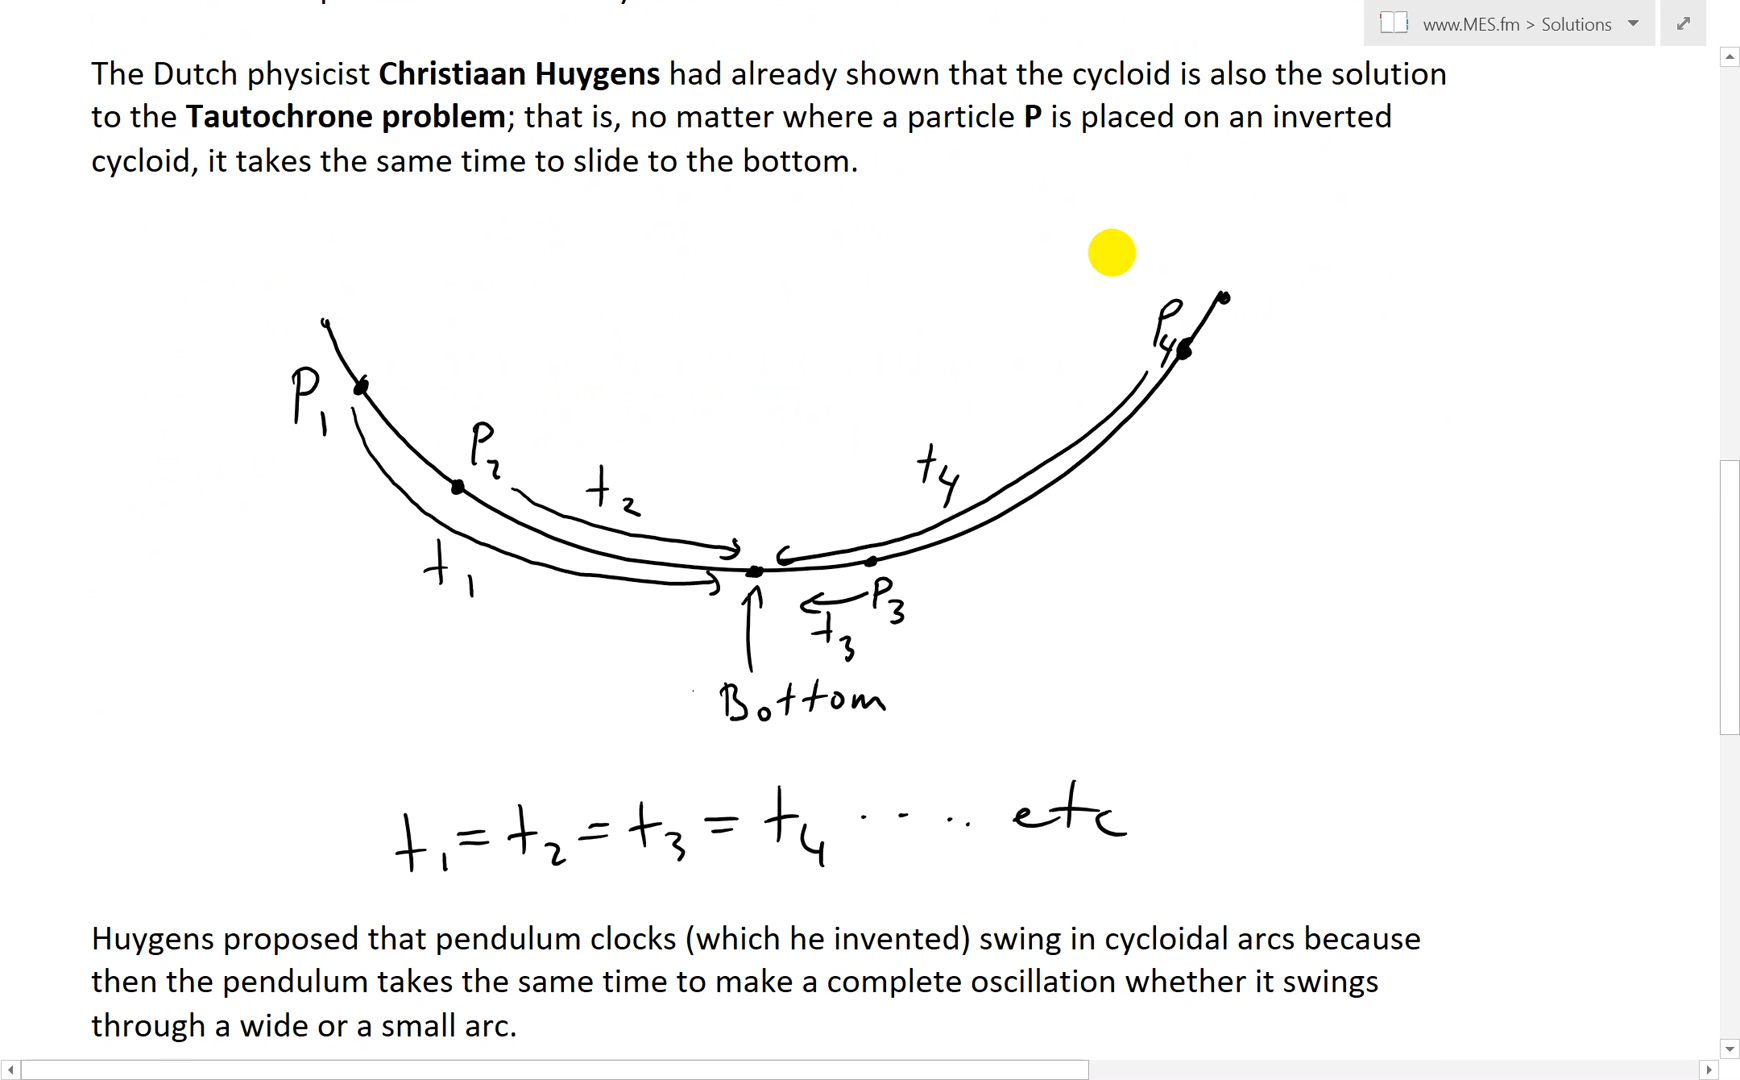 www.MES.fm > Solutions
The Dutch physicist Christiaan Huygens had already shown that the cycloid is also the solution
to the Tautochrone problem; that is, no matter where a particle P is placed on an inverted
cycloid, it takes the same time to slide to the bottom.
P4
P1
P2
t2
t4
t1
P3
t3
Bottom
t1 = t2 = t3 = t4 ..... etc
Huygens proposed that pendulum clocks (which he invented) swing in cycloidal arcs because
then the pendulum takes the same time to make a complete oscillation whether it swings
through a wide or a small arc.